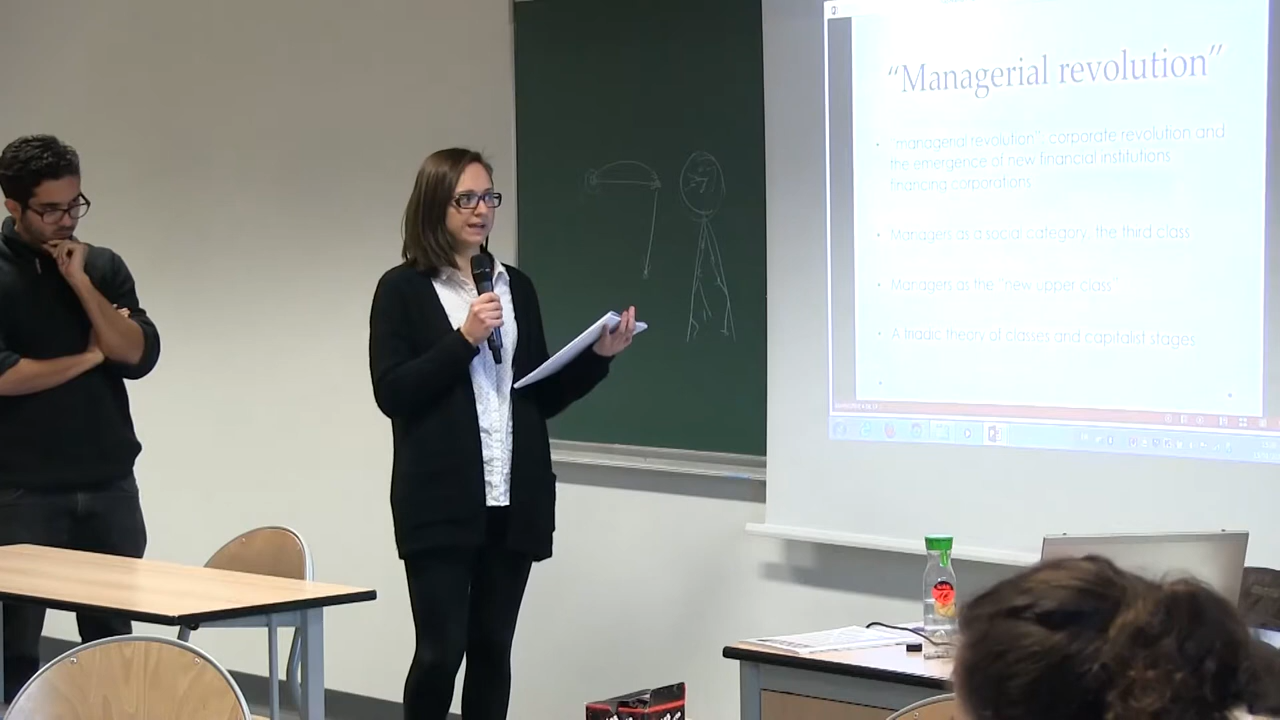 “Managerial revolution”
“managerial revolution”, corporate revolution and
the emergence of new financial institutions
financing corporations
Managers as a social category, the third class
Managers as the “new upper class”
A triadic theory of classes and capitalist stages